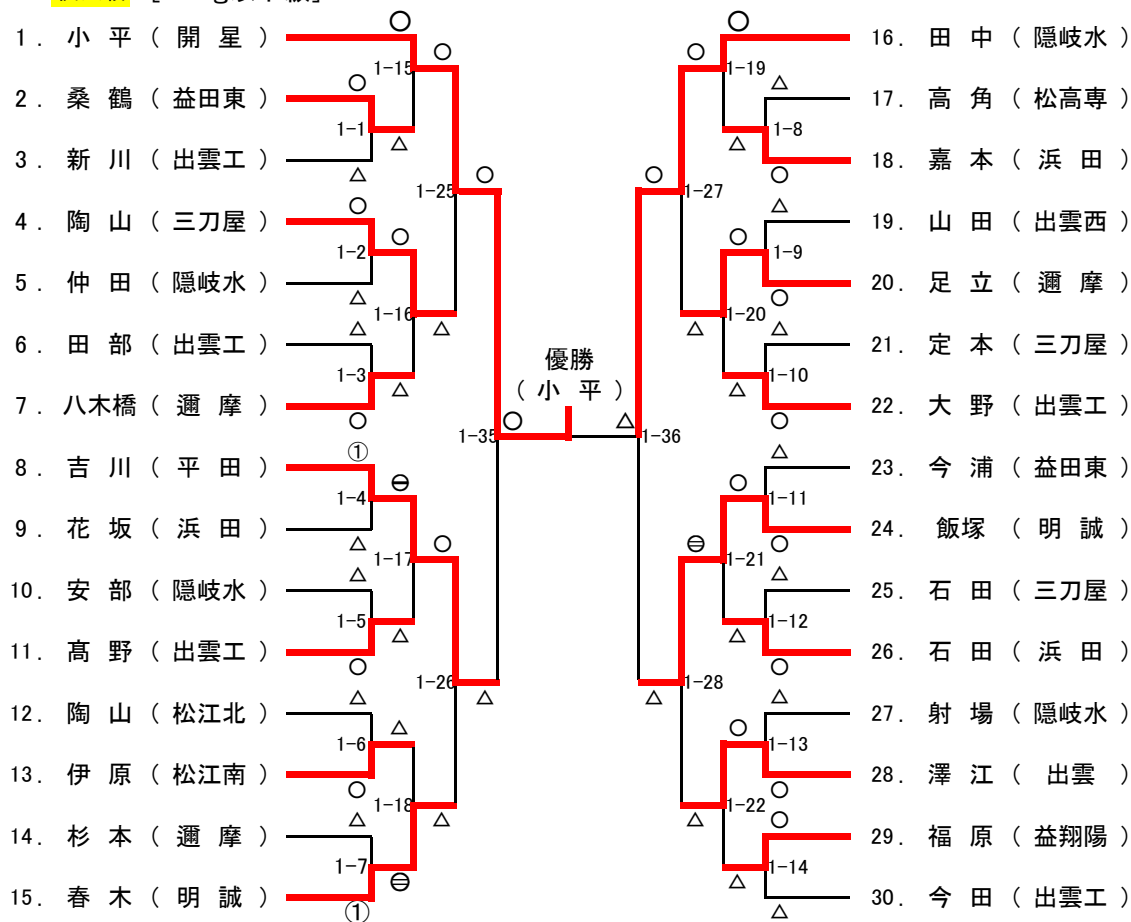 1. 小 平 ( 開 星 )
2. 桑 鶴 ( 益田東 )
3. 新 川 ( 出雲工 )
4. 陶 山 ( 三刀屋 )
5. 仲 田 ( 隠岐水 )
6. 田 部 ( 出雲工 )
7. 八木橋 ( 邇 摩 )
8. 吉 川 ( 平 田 )
9. 花 坂 ( 浜 田 )
10. 安 部 ( 隠岐水 )
11. 髙 野 ( 出雲工 )
12. 陶 山 ( 松江北 )
13. 伊 原 ( 松江南 )
14. 杉 本 ( 邇 摩 )
15. 春 木 ( 明 誠 )
1-1
1-2
1-3
①
1-4
1-5
1-6
1-7
①
1-15
1-16
1-17
1-18
1-25
1-26
1-35
優勝
( 小 平 )
1-36
1-27
1-28
1-19
1-20
1-21
1-22
1-8
1-9
1-10
1-11
1-12
1-13
1-14
16. 田 中 ( 隠岐水 )
17. 高 角 ( 松高専 )
18. 嘉 本 ( 浜 田 )
19. 山 田 ( 出雲西 )
20. 足 立 ( 邇 摩 )
21. 定 本 ( 三刀屋 )
22. 大 野 ( 出雲工 )
23. 今 浦 ( 益田東 )
24. 飯塚 ( 明 誠 )
25. 石 田 ( 三刀屋 )
26. 石 田 ( 浜 田 )
27. 射 場 ( 隠岐水 )
28. 澤 江 ( 出雲 )
29. 福 原 ( 益翔陽 )
30. 今 田 ( 出雲工 )